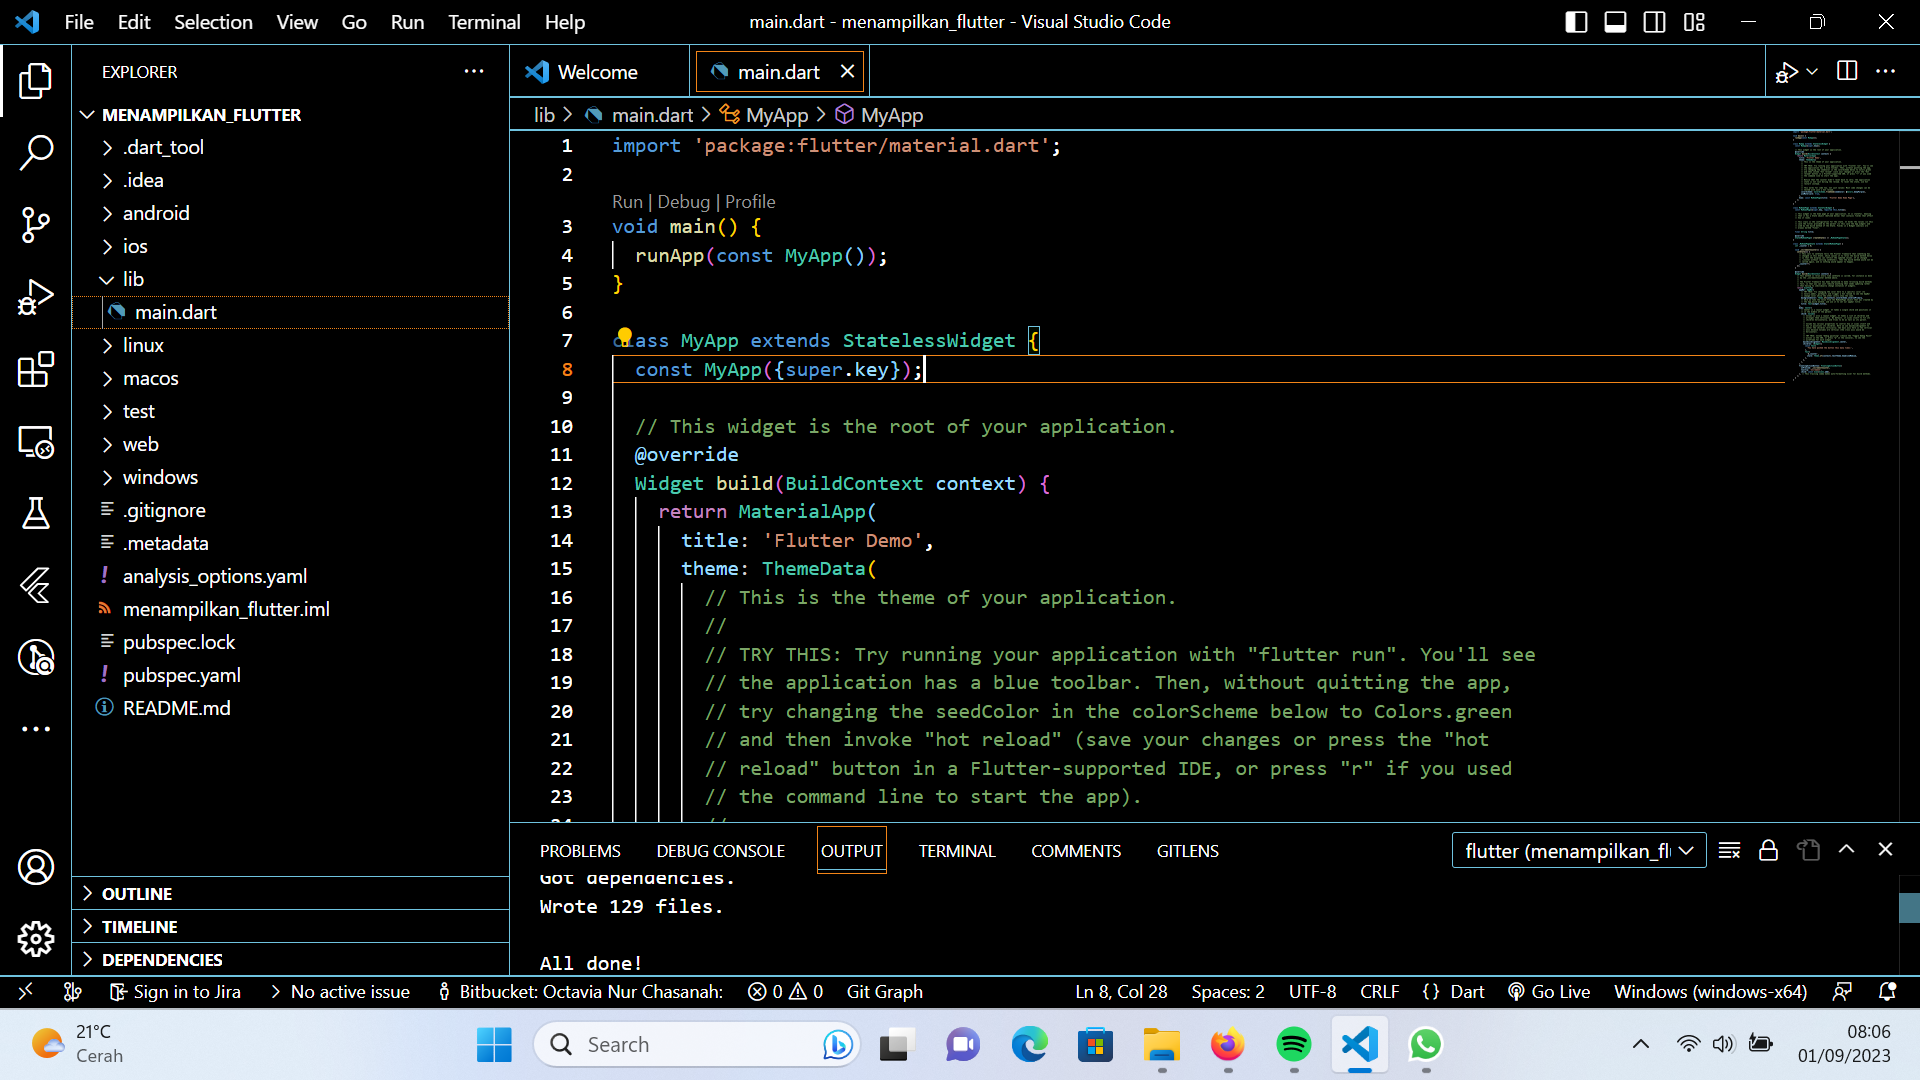 File Edit Selection View Go Run Terminal Help
main.dart - menampilkan_flutter - Visual Studio Code
EXPLORER
MENAMPILKAN_FLUTTER
.dart_tool
.idea
android
ios
lib
main.dart
linux
macos
test
web
windows
.gitignore
.metadata
analysis_options.yaml
menampilkan_flutter.iml
pubspec.lock
pubspec.yaml
README.md
OUTLINE
TIMELINE
DEPENDENCIES
Welcome
main.dart
lib > main.dart > MyApp > MyApp
1 import 'package:flutter/material.dart';
2
Run | Debug | Profile
3 void main() {
4 runApp(const MyApp());
5 }
6
7 class MyApp extends StatelessWidget {
8 const MyApp({super.key});
9
10 // This widget is the root of your application.
11 @override
12 Widget build(BuildContext context) {
13 return MaterialApp(
14 title: 'Flutter Demo',
15 theme: ThemeData(
16 // This is the theme of your application.
17 //
18 // TRY THIS: Try running your application with "flutter run". You'll see
19 // the application has a blue toolbar. Then, without quitting the app,
20 // try changing the seedColor in the colorScheme below to Colors.green
21 // and then invoke "hot reload" (save your changes or press the "hot
22 // reload" button in a Flutter-supported IDE, or press "r" if you used
23 // the command line to start the app).
PROBLEMS DEBUG CONSOLE OUTPUT TERMINAL COMMENTS GITLENS
flutter (menampilkan_fl
Got dependencies.
Wrote 129 files.
All done!
Sign in to Jira No active issue Bitbucket: Octavia Nur Chasanah: 0 0 Git Graph
Ln 8, Col 28 Spaces: 2 UTF-8 CRLF {} Dart Go Live Windows (windows-x64)
21°C
Cerah
Search
08:06
01/09/2023